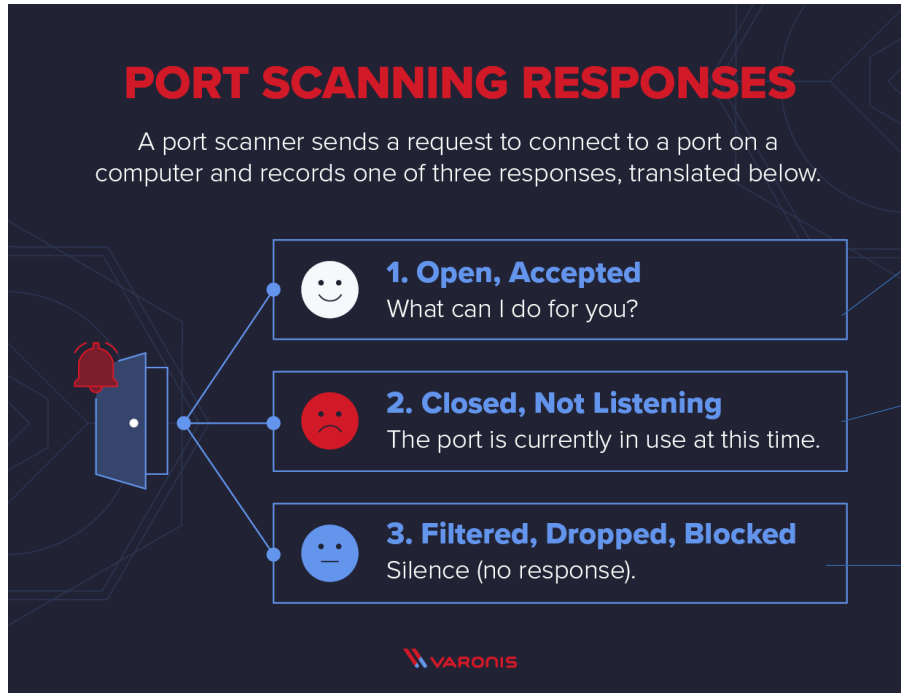 PORT SCANNING RESPONSES
A port scanner sends a request to connect to a port on a
computer and records one of three responses, translated below.
1. Open, Accepted
What can I do for you?
2. Closed, Not Listening
The port is currently in use at this time.
3. Filtered, Dropped, Blocked
Silence (no response).
VARONIS